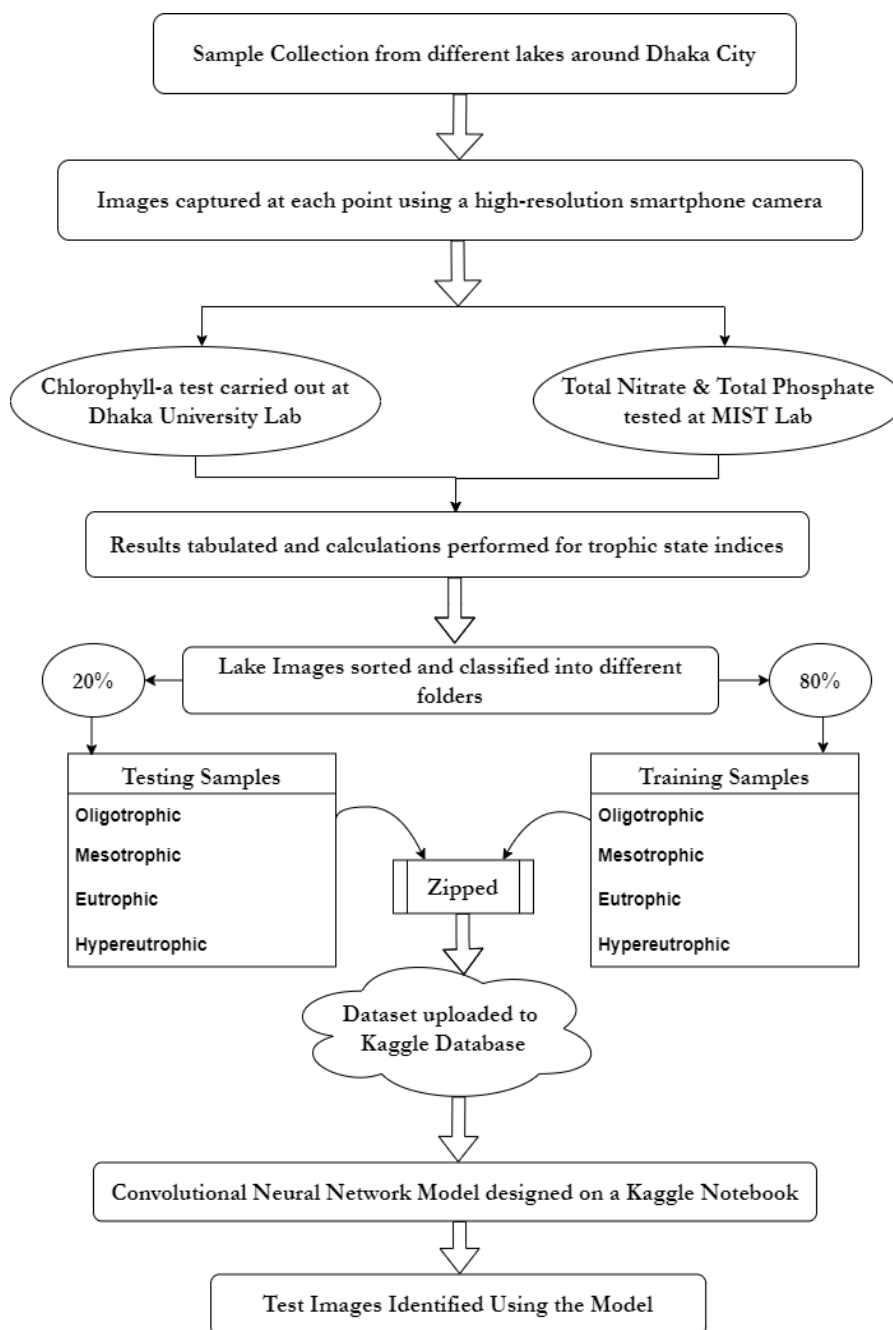 Sample Collection from different lakes around Dhaka City
Images captured at each point using a high-resolution smartphone camera
Chlorophyll-a test carried out at
Dhaka University Lab
Total Nitrate & Total Phosphate
tested at MIST Lab
Results tabulated and calculations performed for trophic state indices
Lake Images sorted and classified into different
folders
20%
80%
Testing Samples
Oligotrophic
Mesotrophic
Eutrophic
Hypereutrophic
Training Samples
Oligotrophic
Mesotrophic
Eutrophic
Hypereutrophic
Zipped
Dataset uploaded to
Kaggle Database
Convolutional Neural Network Model designed on a Kaggle Notebook
Test Images Identified Using the Model